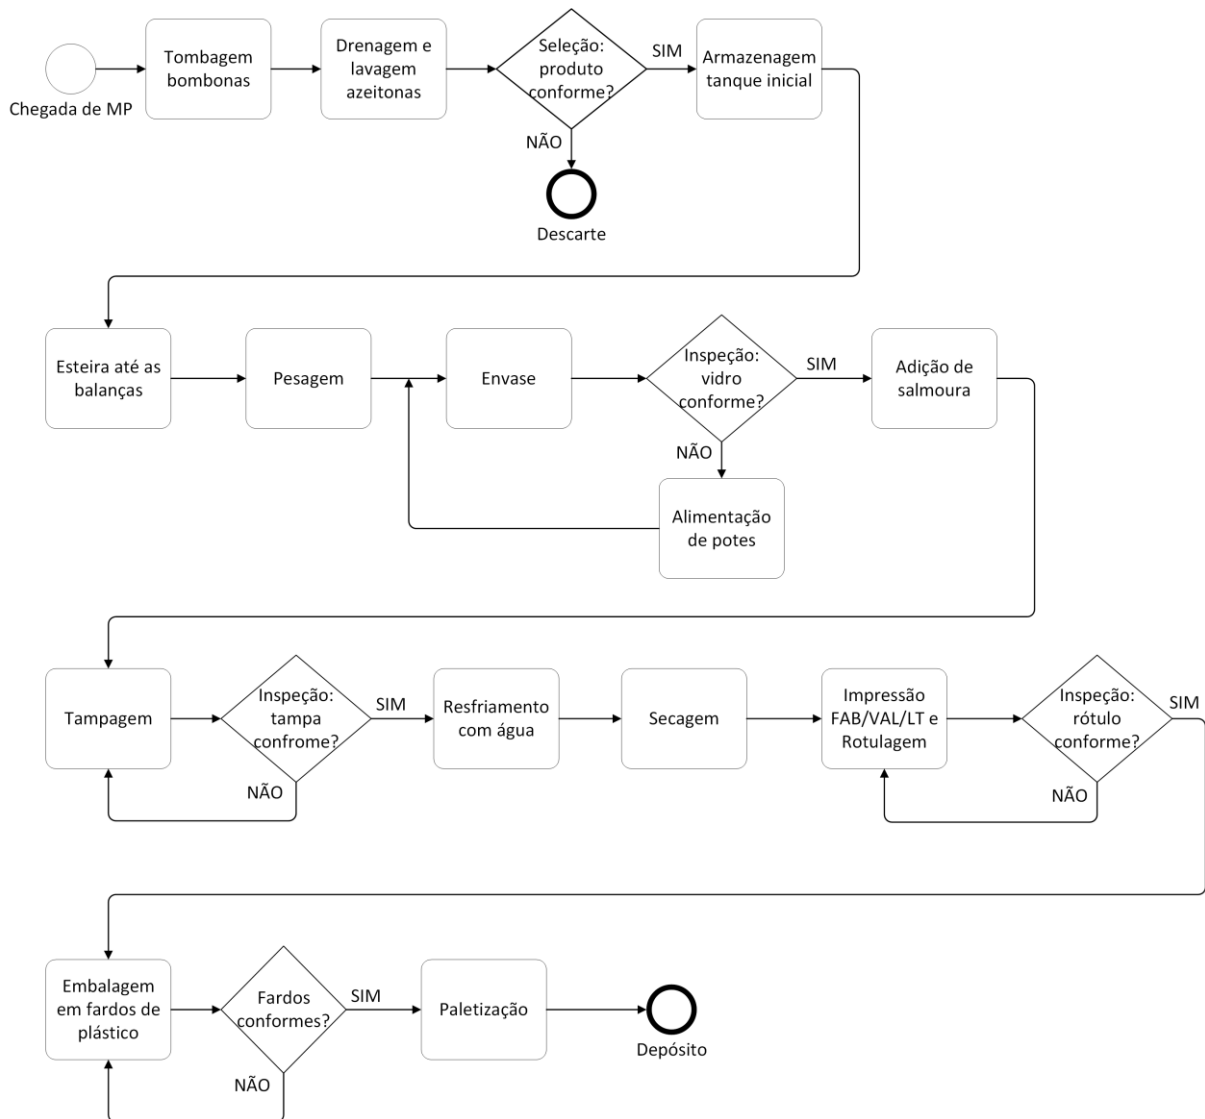 Chegada de MP
Tombagem
bombonas
Drenagem e
lavagem
azeitonas
Seleção:
produto
conforme?
SIM
NÃO
Descarte
Armazenagem
tanque inicial
Esteira até as
balanças
Pesagem
Envase
Inspeção:
vidro
conforme?
SIM
NÃO
Alimentação
de potes
Adição de
salmoura
Tampagem
Inspeção:
tampa
confrome?
SIM
NÃO
Resfriamento
com água
Secagem
Impressão
FAB/VAL/LT e
Rotulagem
Inspeção:
rótulo
conforme?
SIM
NÃO
Embalagem
em fardos de
plástico
Fardos
conformes?
SIM
NÃO
Paletização
Depósito